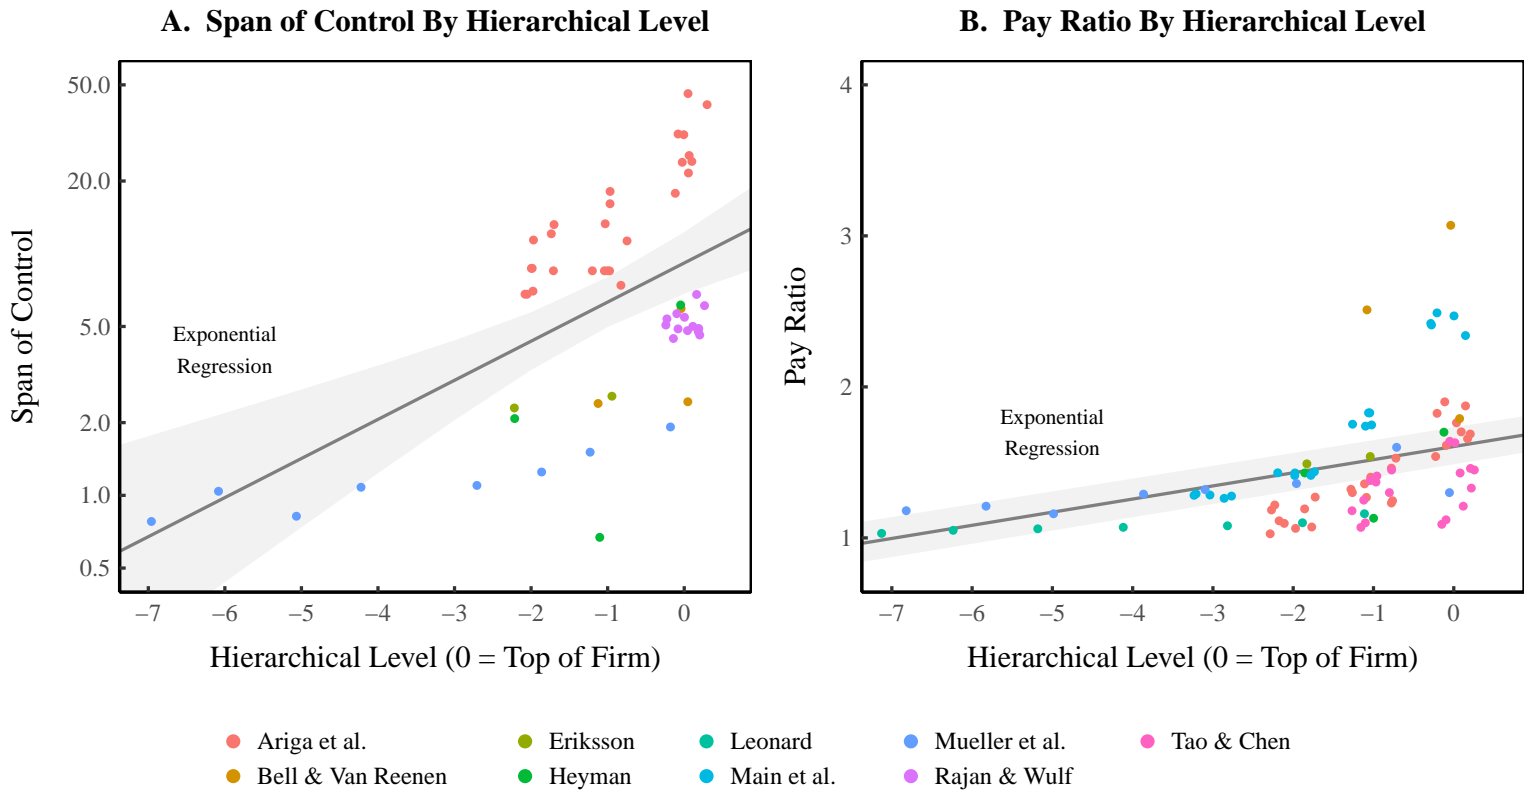 A. Span of Control By Hierarchical Level
50.0
20.0
5.0
2.0
1.0
0.5
Span of Control
Exponential
Regression
−7 −6 −5 −4 −3 −2 −1 0
Hierarchical Level (0 = Top of Firm)
B. Pay Ratio By Hierarchical Level
4
3
2
1
Pay Ratio
Exponential
Regression
−7 −6 −5 −4 −3 −2 −1 0
Hierarchical Level (0 = Top of Firm)
Ariga et al. Eriksson Leonard Mueller et al. Tao & Chen
Bell & Van Reenen Heyman Main et al. Rajan & Wulf